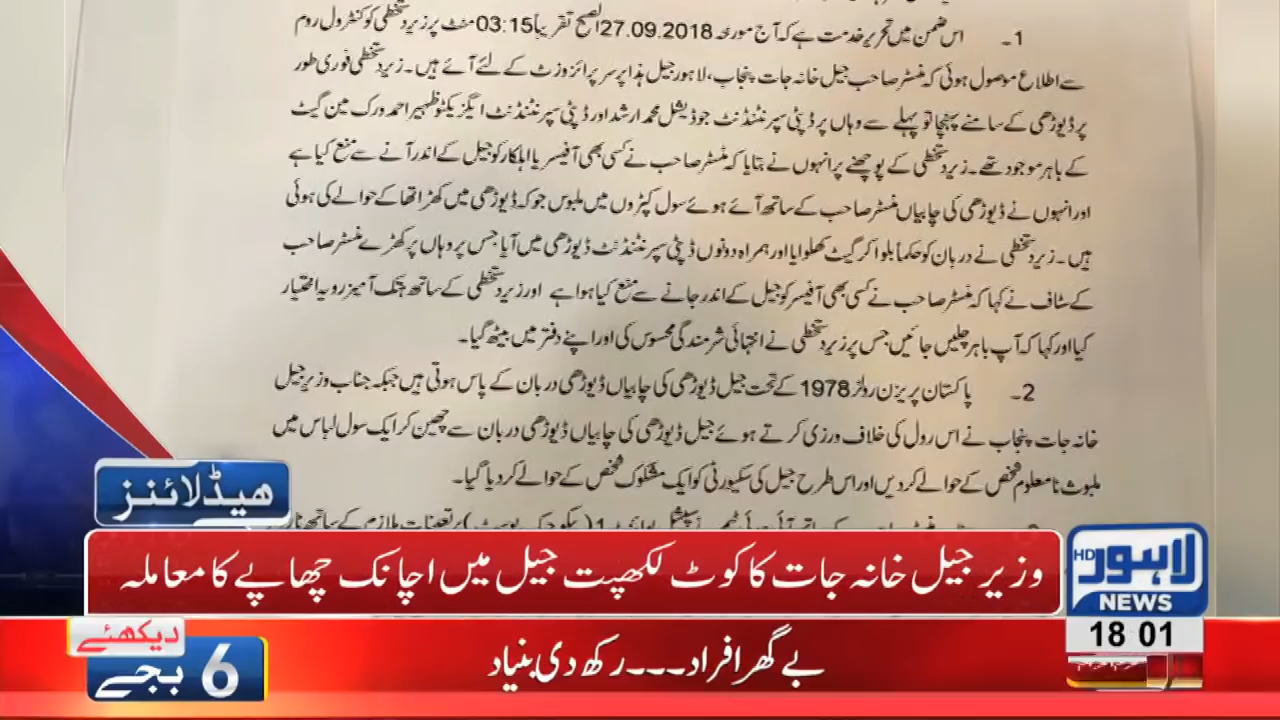 1۔ اس ضمن میں تحریر خدمت ہے کہ آج مورخہ 27.09.2018 الصبح تقریباً 03:15 منٹ پر زیر دستخطی کو کنٹرول روم
سے اطلاع موصول ہوئی کہ منسٹر صاحب جیل خانہ جات پنجاب، لاہور جیل ہذا پر سرپرائز وزٹ کے لئے آئے ہیں۔ زیر دستخطی فوری طور
پر ڈیوڑھی کے سامنے پہنچا تو پہلے سے وہاں پر ڈپٹی سپرنٹنڈنٹ جوڈیشل محمد ارشد اور ڈپٹی سپرنٹنڈنٹ ایگزیکٹو ظہیر احمد ورک مین گیٹ
کے باہر موجود تھے۔ زیر دستخطی کے پوچھنے پر انہوں نے بتایا کہ منسٹر صاحب نے کسی بھی آفیسر یا اہلکار کو جیل کے اندر آنے سے منع کیا ہے
اور انہوں نے ڈیوڑھی کی چابیاں منسٹر صاحب کے ساتھ آئے ہوئے سول کپڑوں میں ملبوس جو کہ ڈیوڑھی میں کھڑا تھا کے حوالے کی ہوئی
ہیں۔ زیر دستخطی نے دربان کو حکماً بلوا کر گیٹ کھلوایا اور ہمراہ دونوں ڈپٹی سپرنٹنڈنٹ ڈیوڑھی میں آیا جس پر وہاں پر کھڑے منسٹر صاحب
کے سٹاف نے کہا کہ منسٹر صاحب نے کسی بھی آفیسر کو جیل کے اندر جانے سے منع کیا ہوا ہے اور زیر دستخطی کے ساتھ ہتک آمیز رویہ اختیار
کیا اور کہا کہ آپ باہر چلیں جائیں جس پر زیر دستخطی نے انتہائی شرمندگی محسوس کی اور اپنے دفتر میں بیٹھ گیا۔
2۔ پاکستان پریزن رولز 1978 کے تحت جیل ڈیوڑھی کی چابیاں ڈیوڑھی دربان کے پاس ہوتی ہیں جبکہ جناب وزیر جیل
خانہ جات پنجاب نے اس رول کی خلاف ورزی کرتے ہوئے جیل ڈیوڑھی کی چابیاں ڈیوڑھی دربان سے چھین کر ایک سول لباس میں
ملبوث نامعلوم شخص کے حوالے کر دیں اور اس طرح جیل کی سکیورٹی کو ایک مشکوک شخص کے حوالے کر دیا گیا۔
ھیڈلائنز
وزیر جیل خانہ جات کا کوٹ لکھپت جیل میں اچانک چھاپے کا معاملہ
لاہور HD
NEWS
18 01
دیکھئے
6 بجے
بے گھر افراد۔۔۔ رکھ دی بنیاد